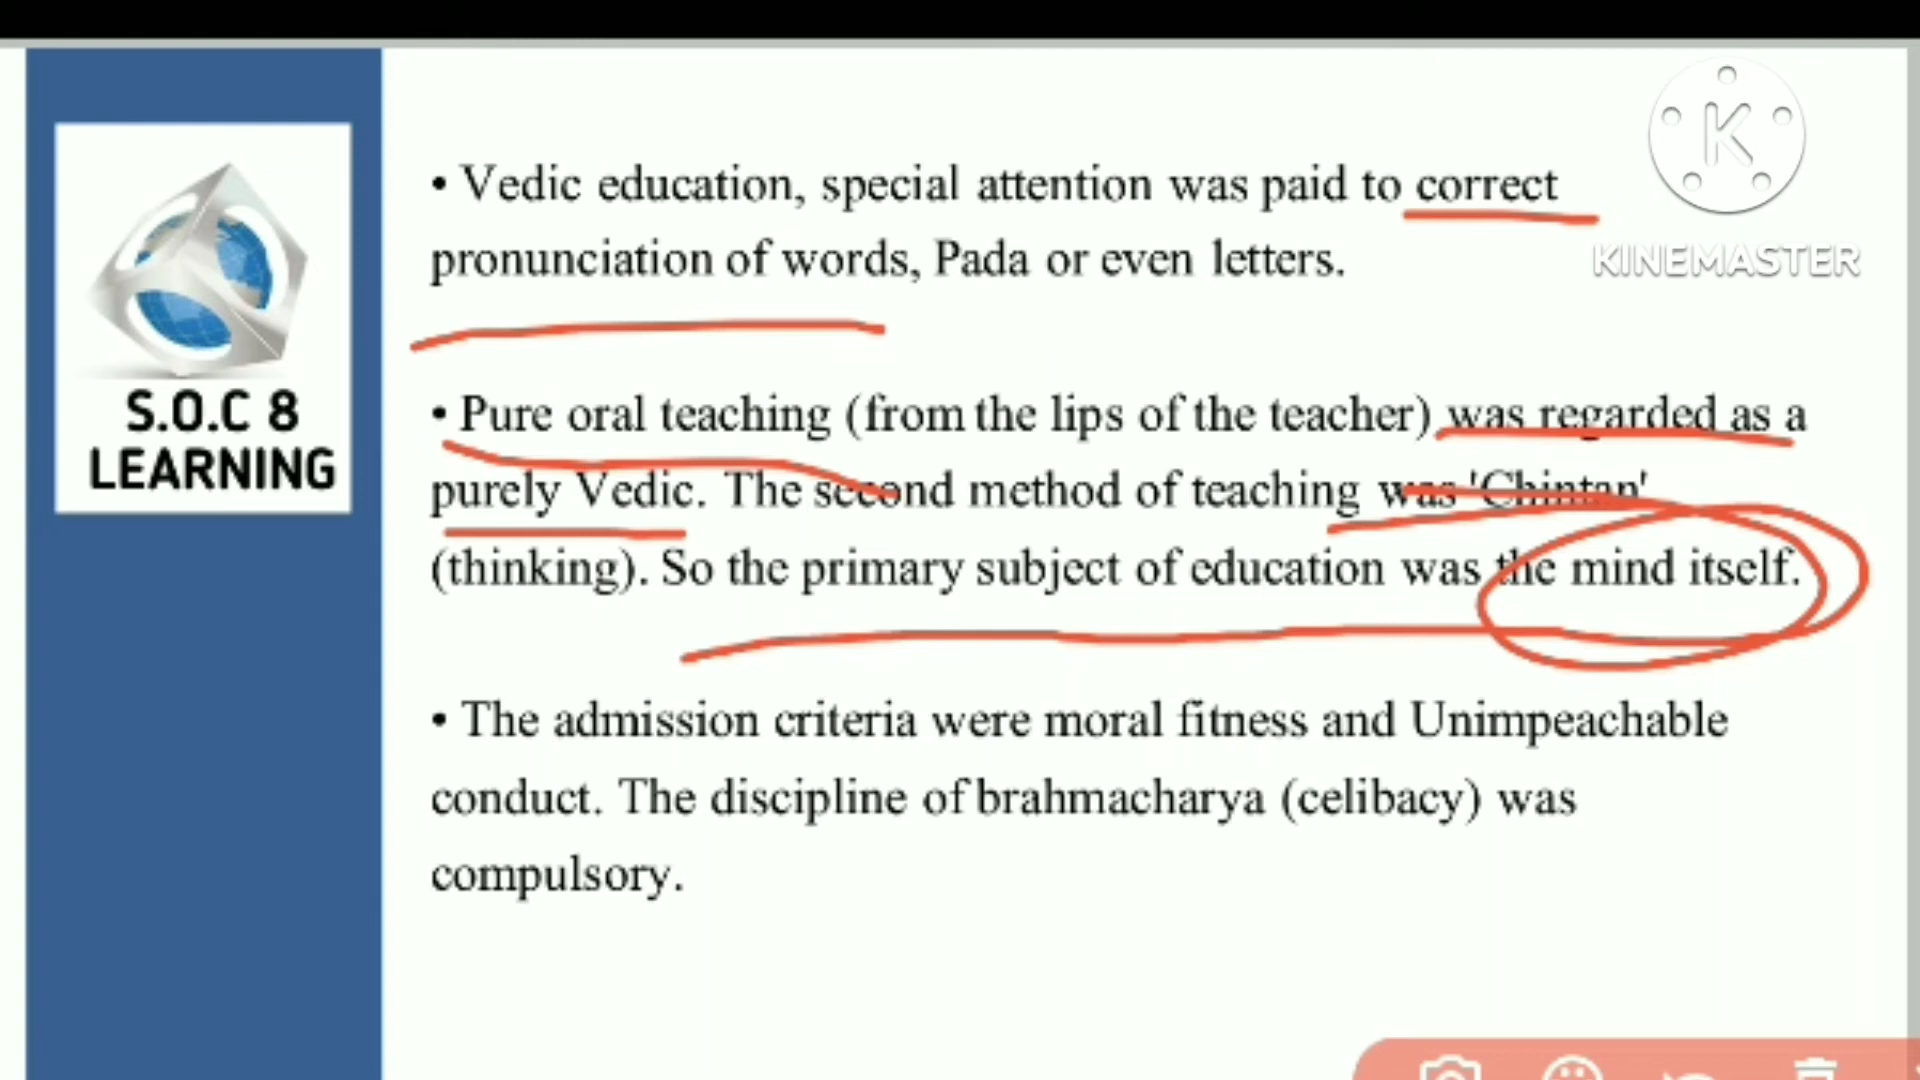 • Vedic education, special attention was paid to correct
pronunciation of words, Pada or even letters.
• Pure oral teaching (from the lips of the teacher) was regarded as a
purely Vedic. The second method of teaching was 'Chintan'
(thinking). So the primary subject of education was the mind itself.
• The admission criteria were moral fitness and Unimpeachable
conduct. The discipline of brahmacharya (celibacy) was
compulsory.
S.O.C 8
LEARNING
K
KINEMASTER